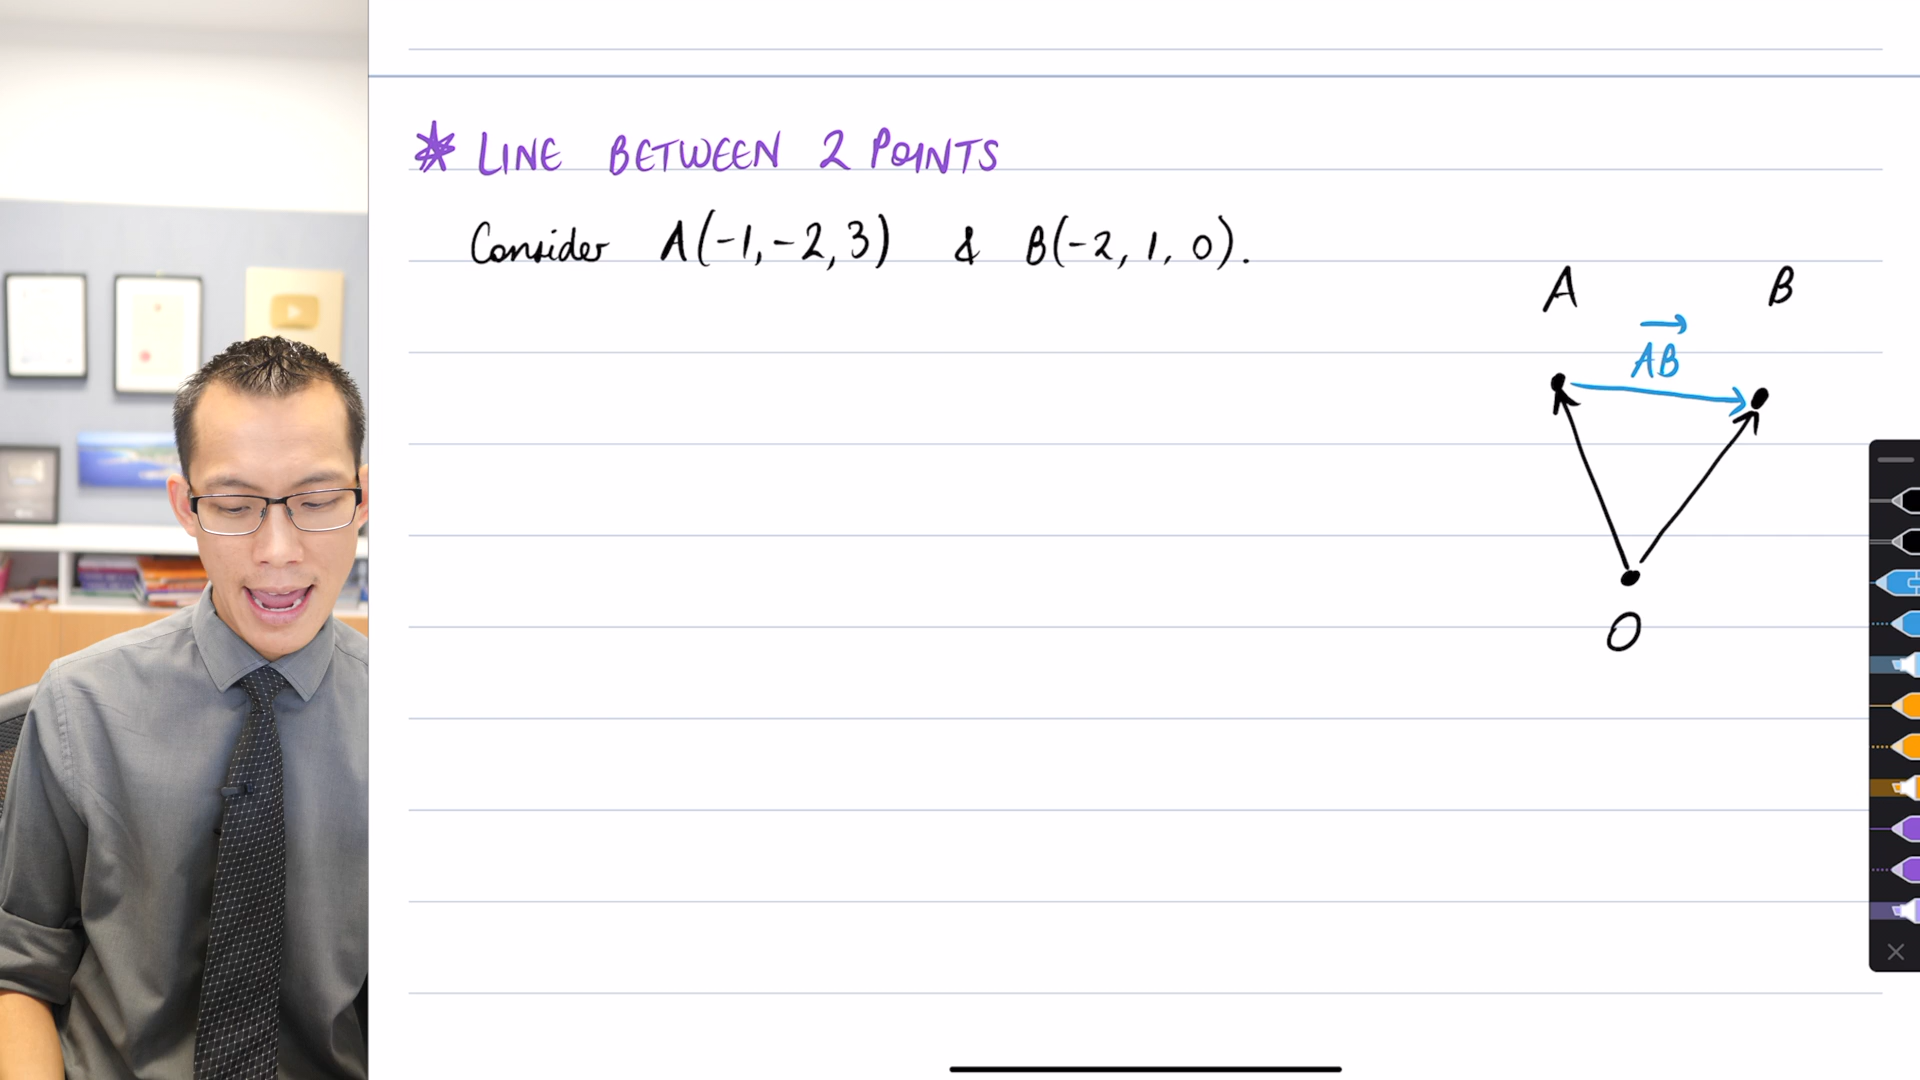 * LINE BETWEEN 2 POINTS
Consider A(-1,-2,3) & B(-2,1,0).
A
B
AB
O